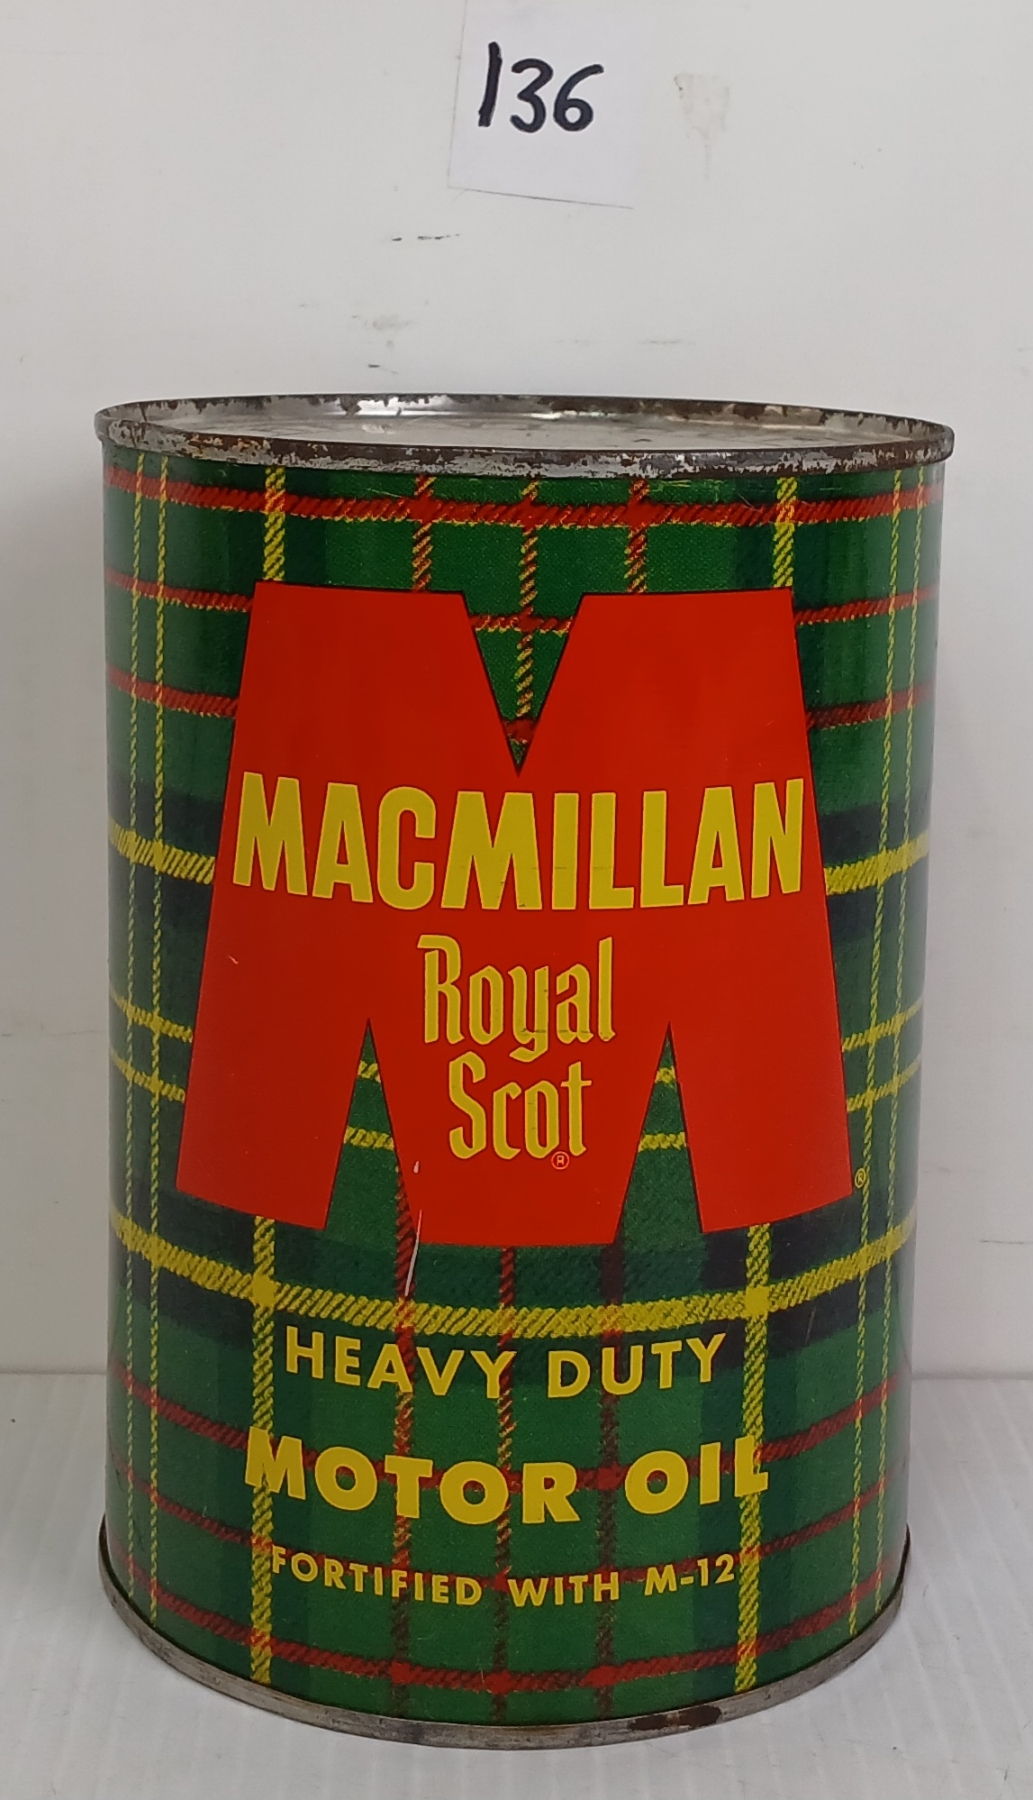 136
MACMILLAN
Royal
Scot®
®
HEAVY DUTY
MOTOR OIL
FORTIFIED WITH M-12